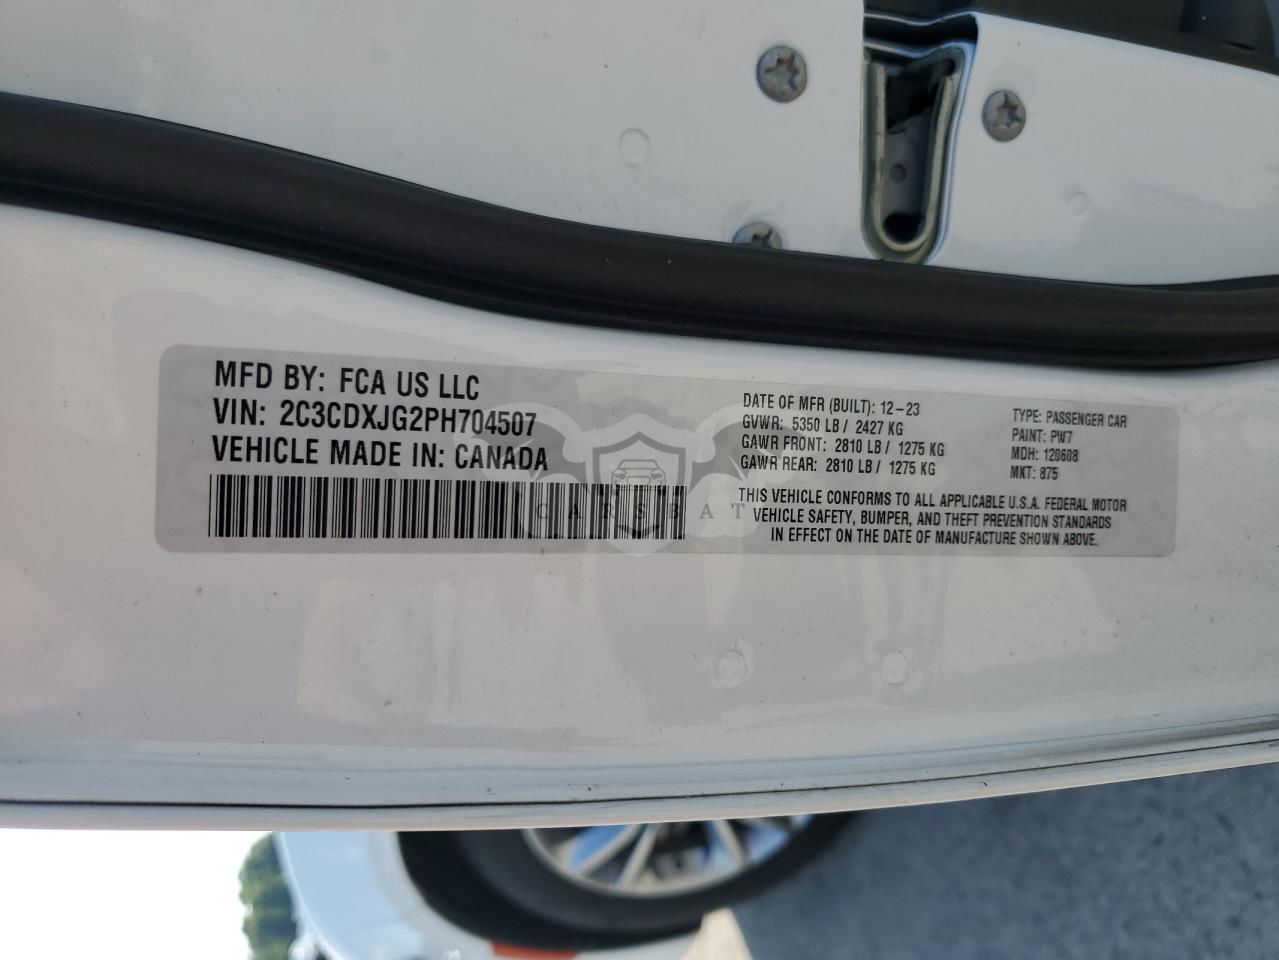 MFD BY: FCA US LLC
VIN: 2C3CDXJG2PH704507
VEHICLE MADE IN: CANADA
DATE OF MFR (BUILT): 12-23
GVWR: 5350 LB / 2427 KG
GAWR FRONT: 2810 LB / 1275 KG
GAWR REAR: 2810 LB / 1275 KG
TYPE: PASSENGER CAR
PAINT: PW7
MDH: 120608
MKT: 875
THIS VEHICLE CONFORMS TO ALL APPLICABLE U.S.A. FEDERAL MOTOR
VEHICLE SAFETY, BUMPER, AND THEFT PREVENTION STANDARDS
IN EFFECT ON THE DATE OF MANUFACTURE SHOWN ABOVE.
CARSBAT